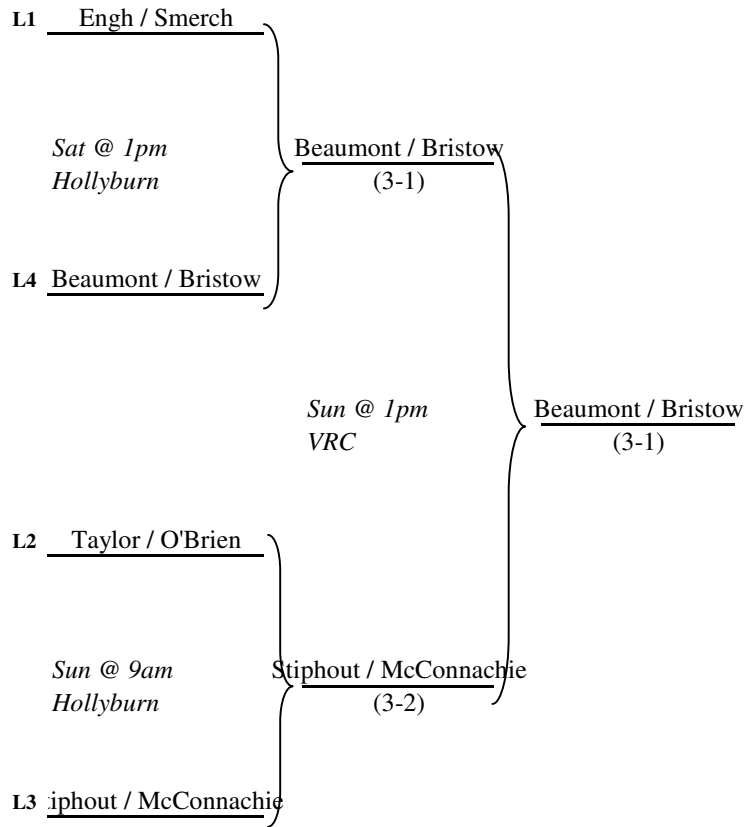 L1 Engh / Smerch
Sat @ 1pm
Hollyburn
Beaumont / Bristow
(3-1)
L4 Beaumont / Bristow
Sun @ 1pm
VRC
Beaumont / Bristow
(3-1)
L2 Taylor / O'Brien
Sun @ 9am
Hollyburn
Stiphout / McConnachie
(3-2)
L3 tiphout / McConnachie